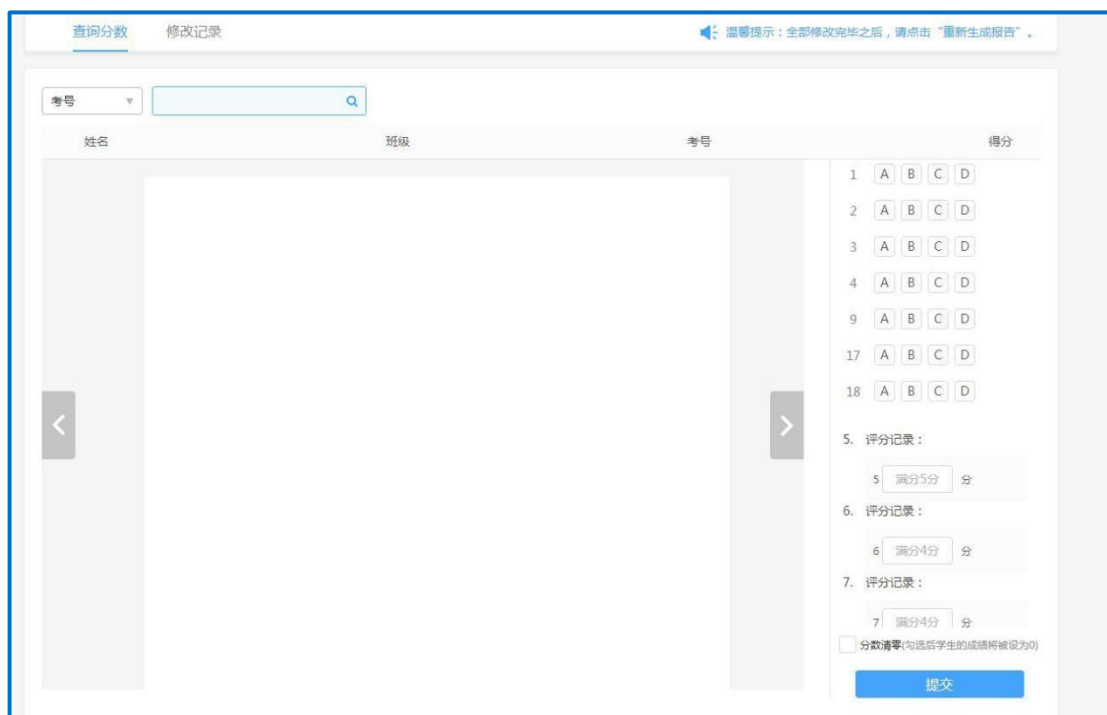 查询分数 修改记录 温馨提示：全部修改完毕之后，请点击“重新生成报告”。
考号
姓名 班级 考号 得分
1 A B C D
2 A B C D
3 A B C D
4 A B C D
9 A B C D
17 A B C D
18 A B C D
5. 评分记录：
5 满分5分 分
6. 评分记录：
6 满分4分 分
7. 评分记录：
7 满分4分 分
分数清零(勾选后学生的成绩将被设为0)
提交